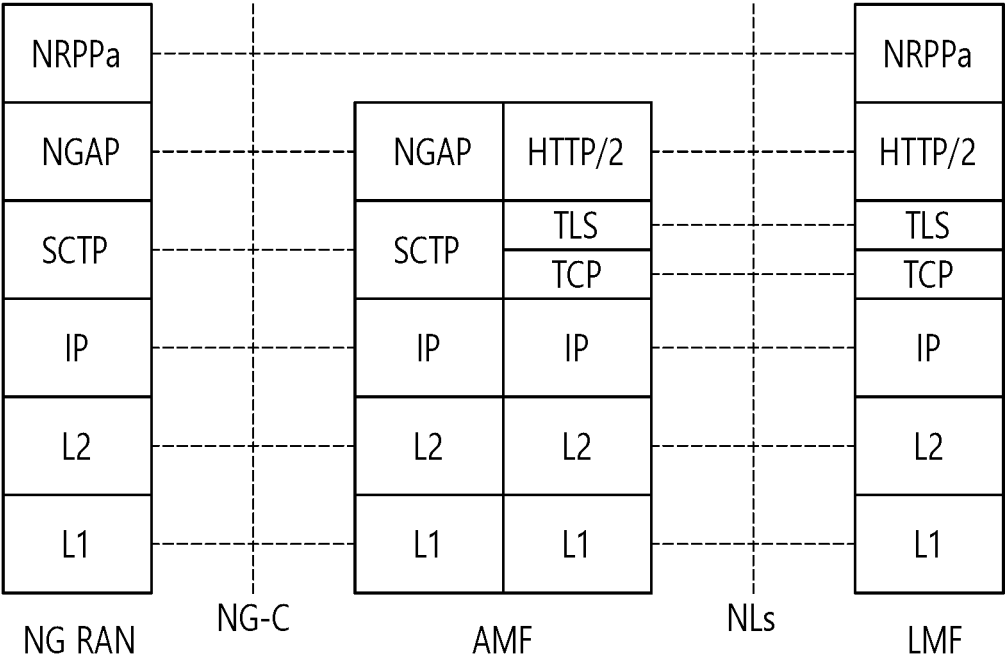 NRPPa NRPPa
NGAP NGAP HTTP/2 HTTP/2
SCTP SCTP TLS TLS
TCP TCP
IP IP IP IP
L2 L2 L2 L2
L1 L1 L1 L1
NG-C NLs
NG RAN AMF LMF